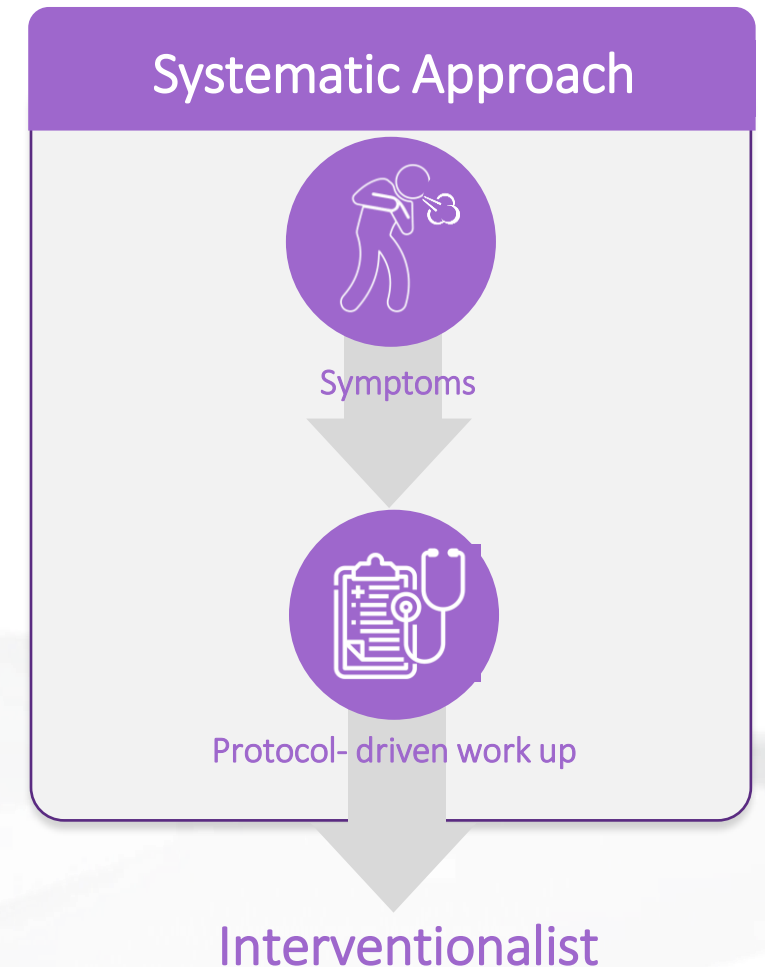 Systematic Approach
Symptoms
Protocol- driven work up
Interventionalist